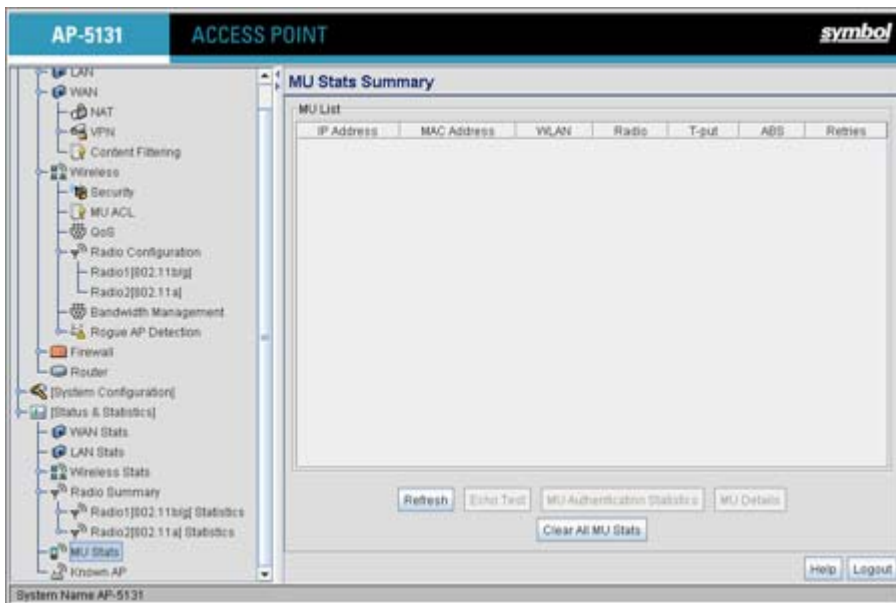 AP-5131 ACCESS POINT symbol
LAN
WAN
NAT
VPN
Content Filtering
Wireless
Security
MU ACL
QoS
Radio Configuration
Radio1[802.11b/g]
Radio2[802.11a]
Bandwidth Management
Rogue AP Detection
Firewall
Router
[System Configuration]
[Status & Statistics]
WAN Stats
LAN Stats
Wireless Stats
Radio Summary
Radio1[802.11b/g] Statistics
Radio2[802.11a] Statistics
MU Stats
Known AP
MU Stats Summary
MU List
IP Address MAC Address WLAN Radio T-put ABS Retries
Refresh Echo Test MU Authentication Statistics MU Details
Clear All MU Stats
Help Logout
System Name AP-5131